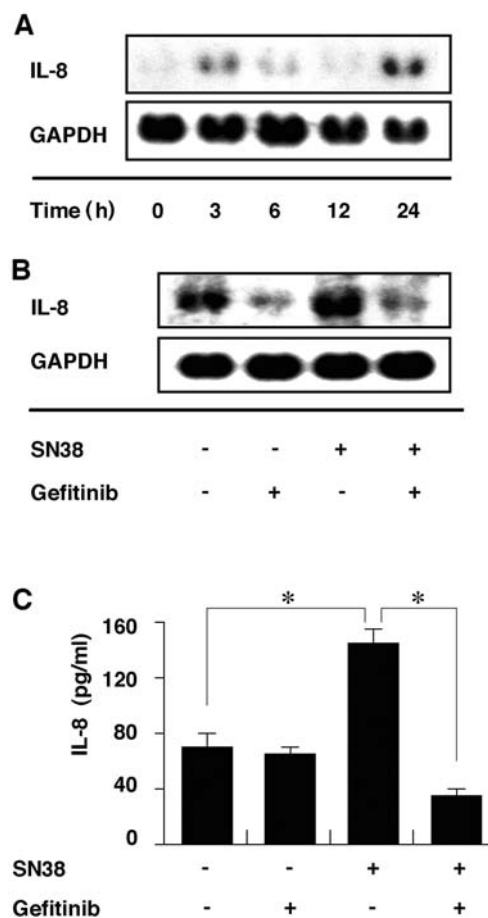 A
IL-8
GAPDH
Time (h) 0 3 6 12 24
B
IL-8
GAPDH
SN38 - - + +
Gefitinib - + - +
C
* *
160
120
80
40
0
IL-8 (pg/ml)
SN38 - - + +
Gefitinib - + - +